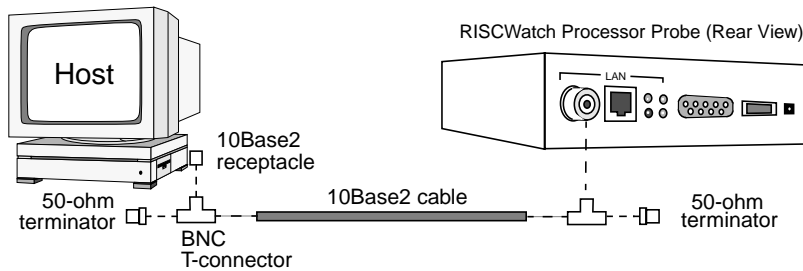 RISCWatch Processor Probe (Rear View)
Host
LAN
10Base2
receptacle
50-ohm
terminator
10Base2 cable
50-ohm
terminator
BNC
T-connector